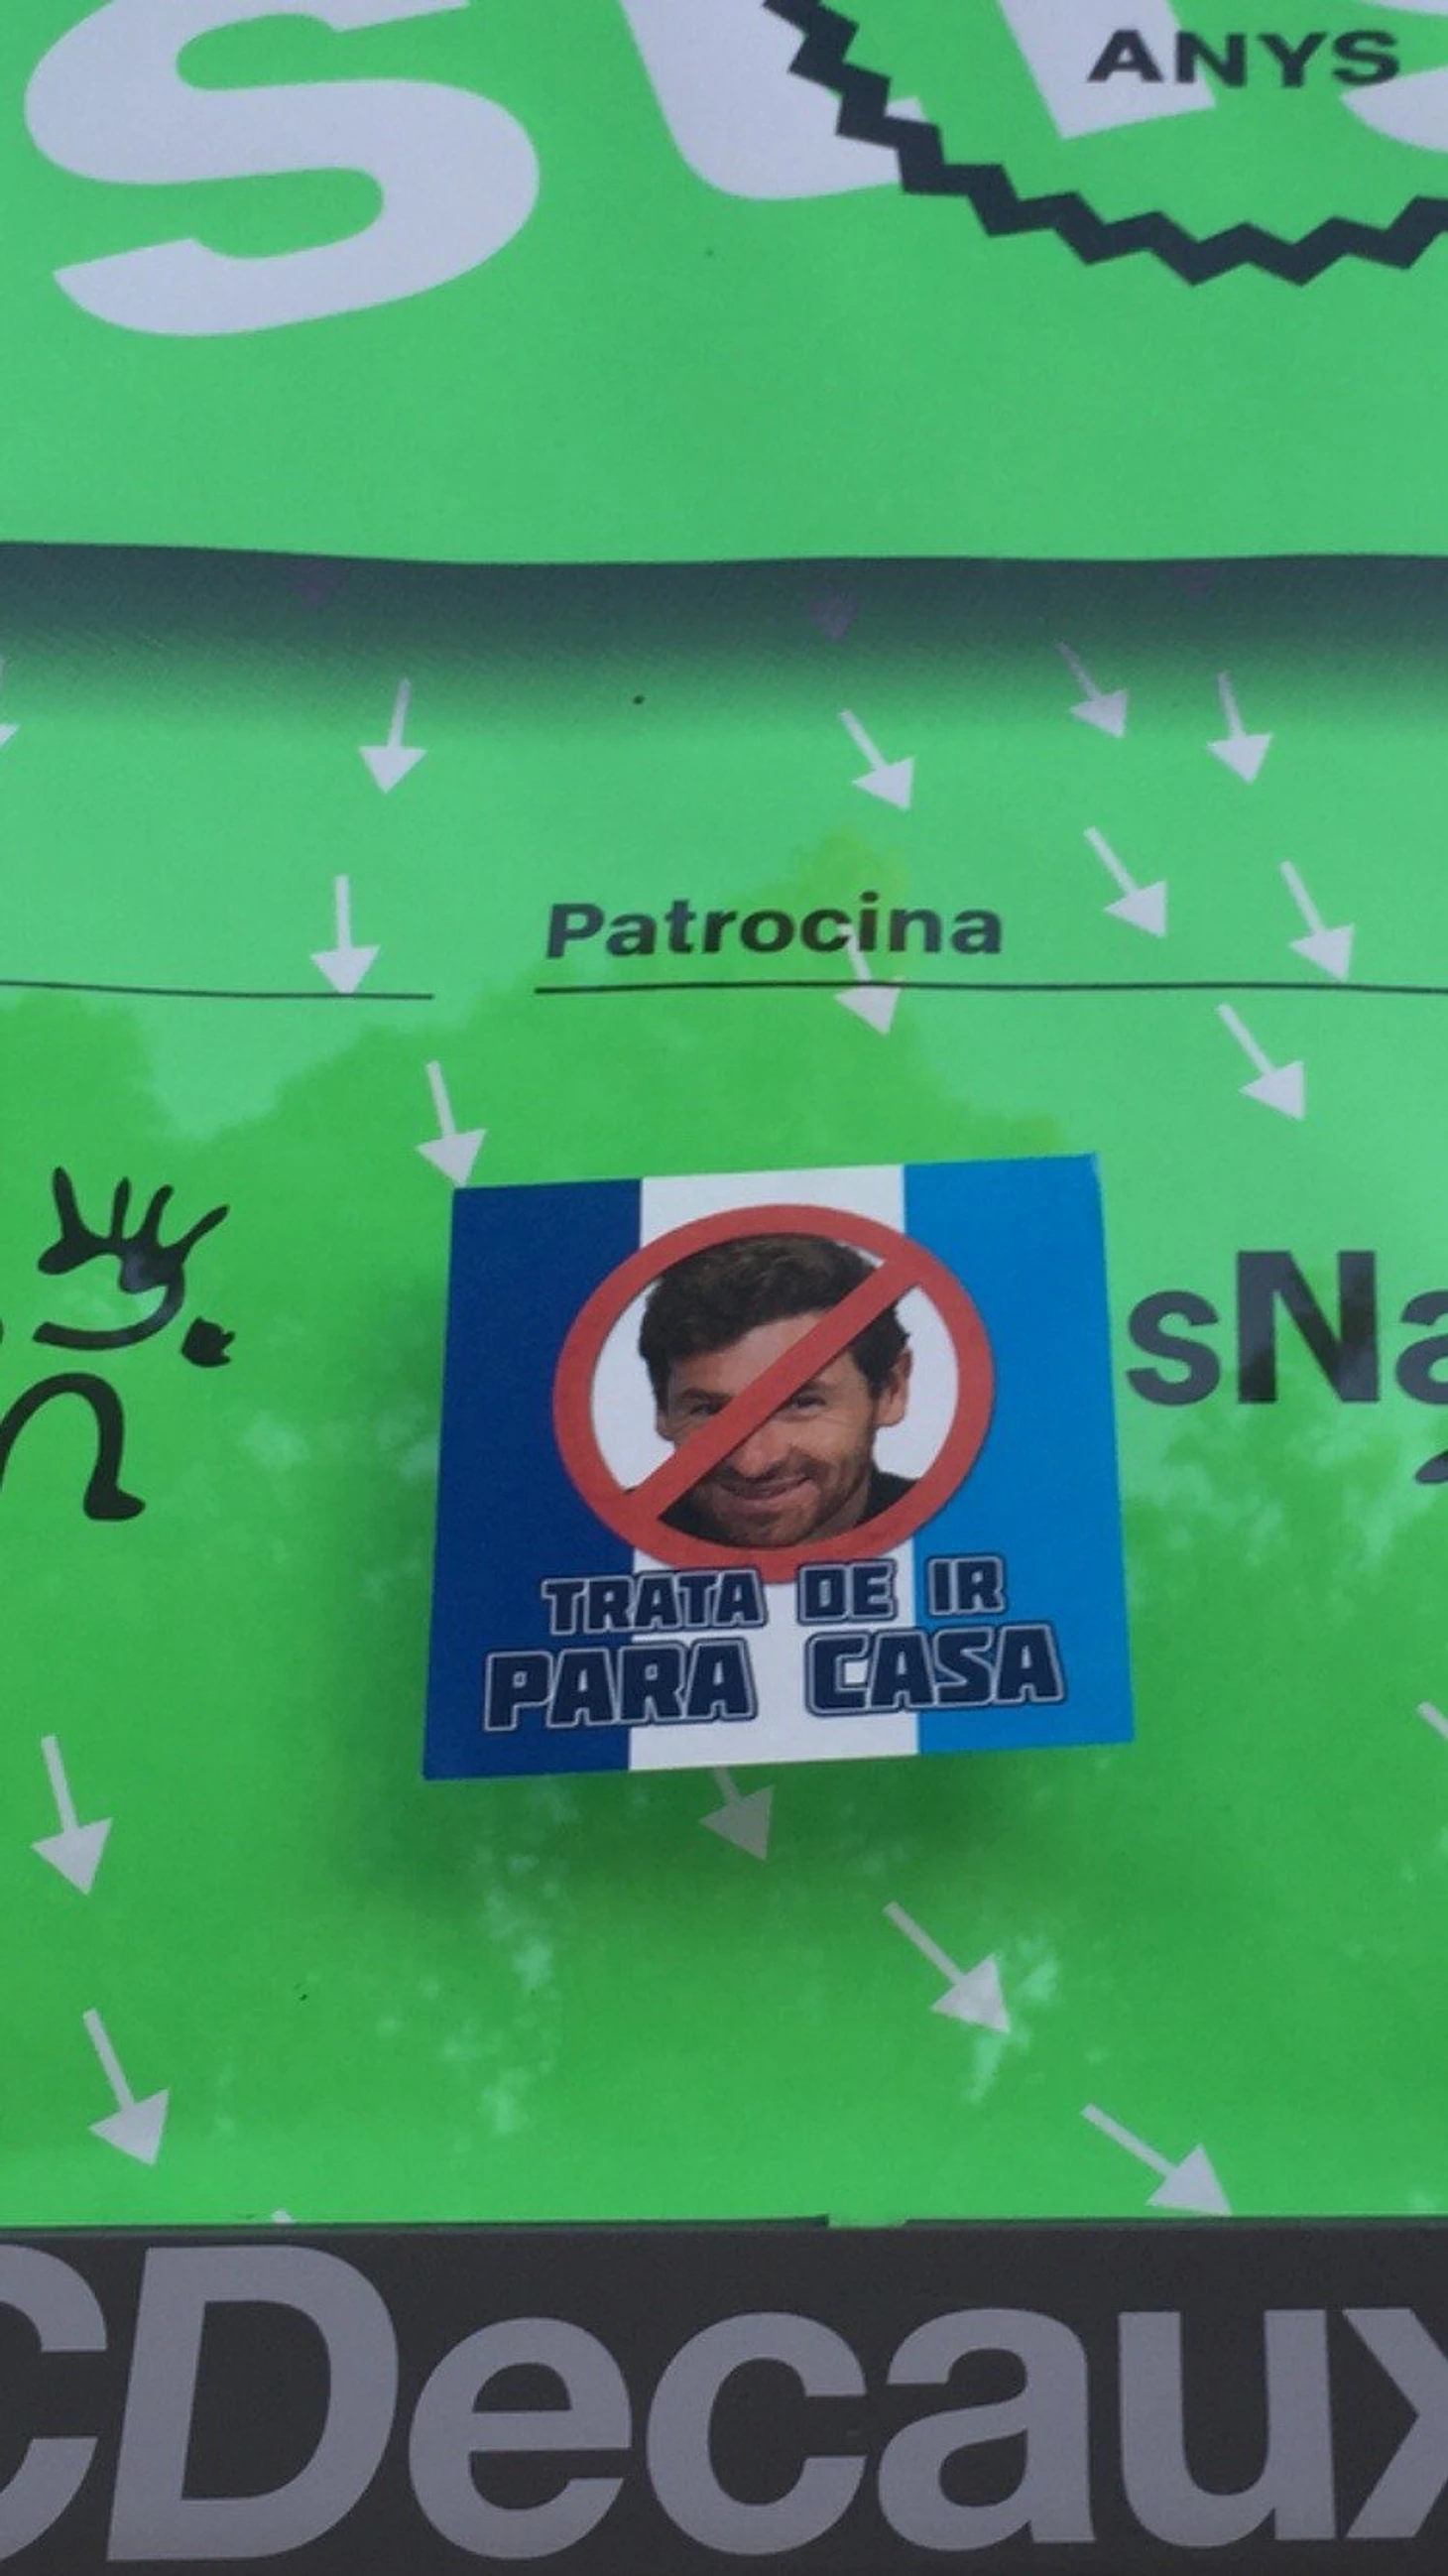 ANYS
Patrocina
sNa
TRATA DE IR
PARA CASA
CDecaux